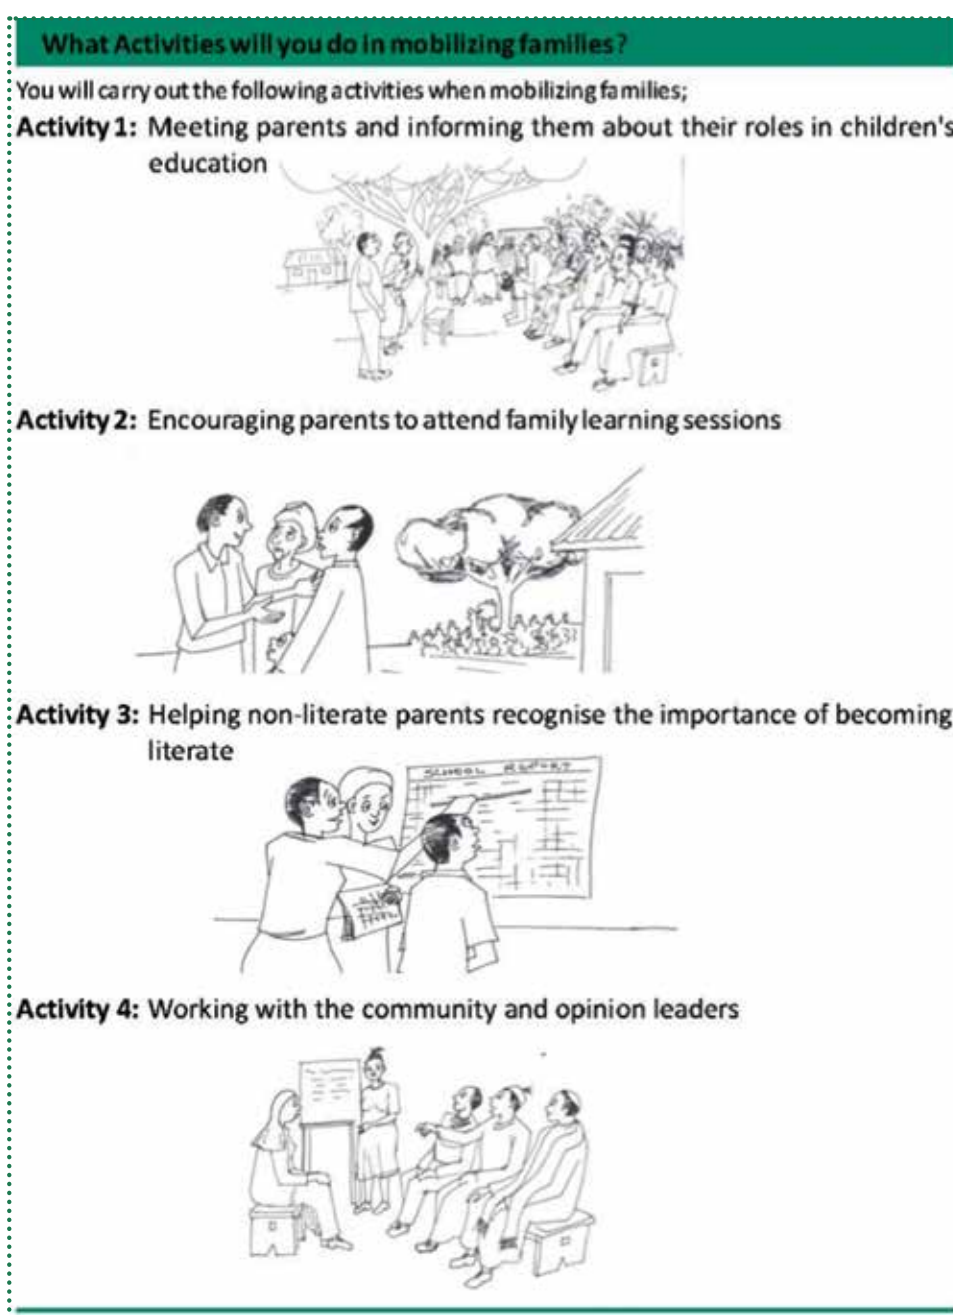 What Activities will you do in mobilizing families?
You will carry out the following activities when mobilizing families;
Activity 1: Meeting parents and informing them about their roles in children's
education
Activity 2: Encouraging parents to attend family learning sessions
Activity 3: Helping non-literate parents recognise the importance of becoming
literate
SCHOOL REPORT
Activity 4: Working with the community and opinion leaders